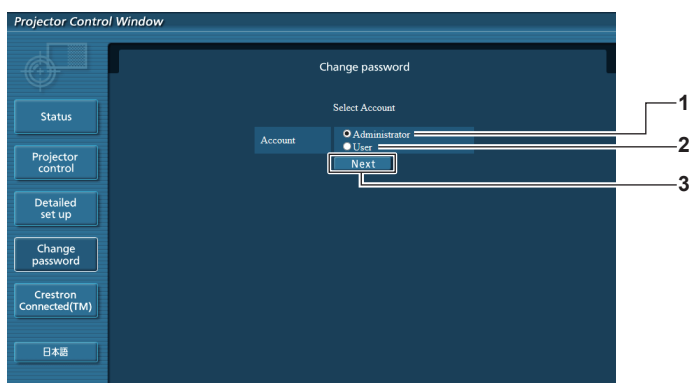 Projector Control Window
Change password
Select Account
Account
Administrator
User
Next
Status
Projector
control
Detailed
set up
Change
password
Crestron
Connected(TM)
日本語
1
2
3